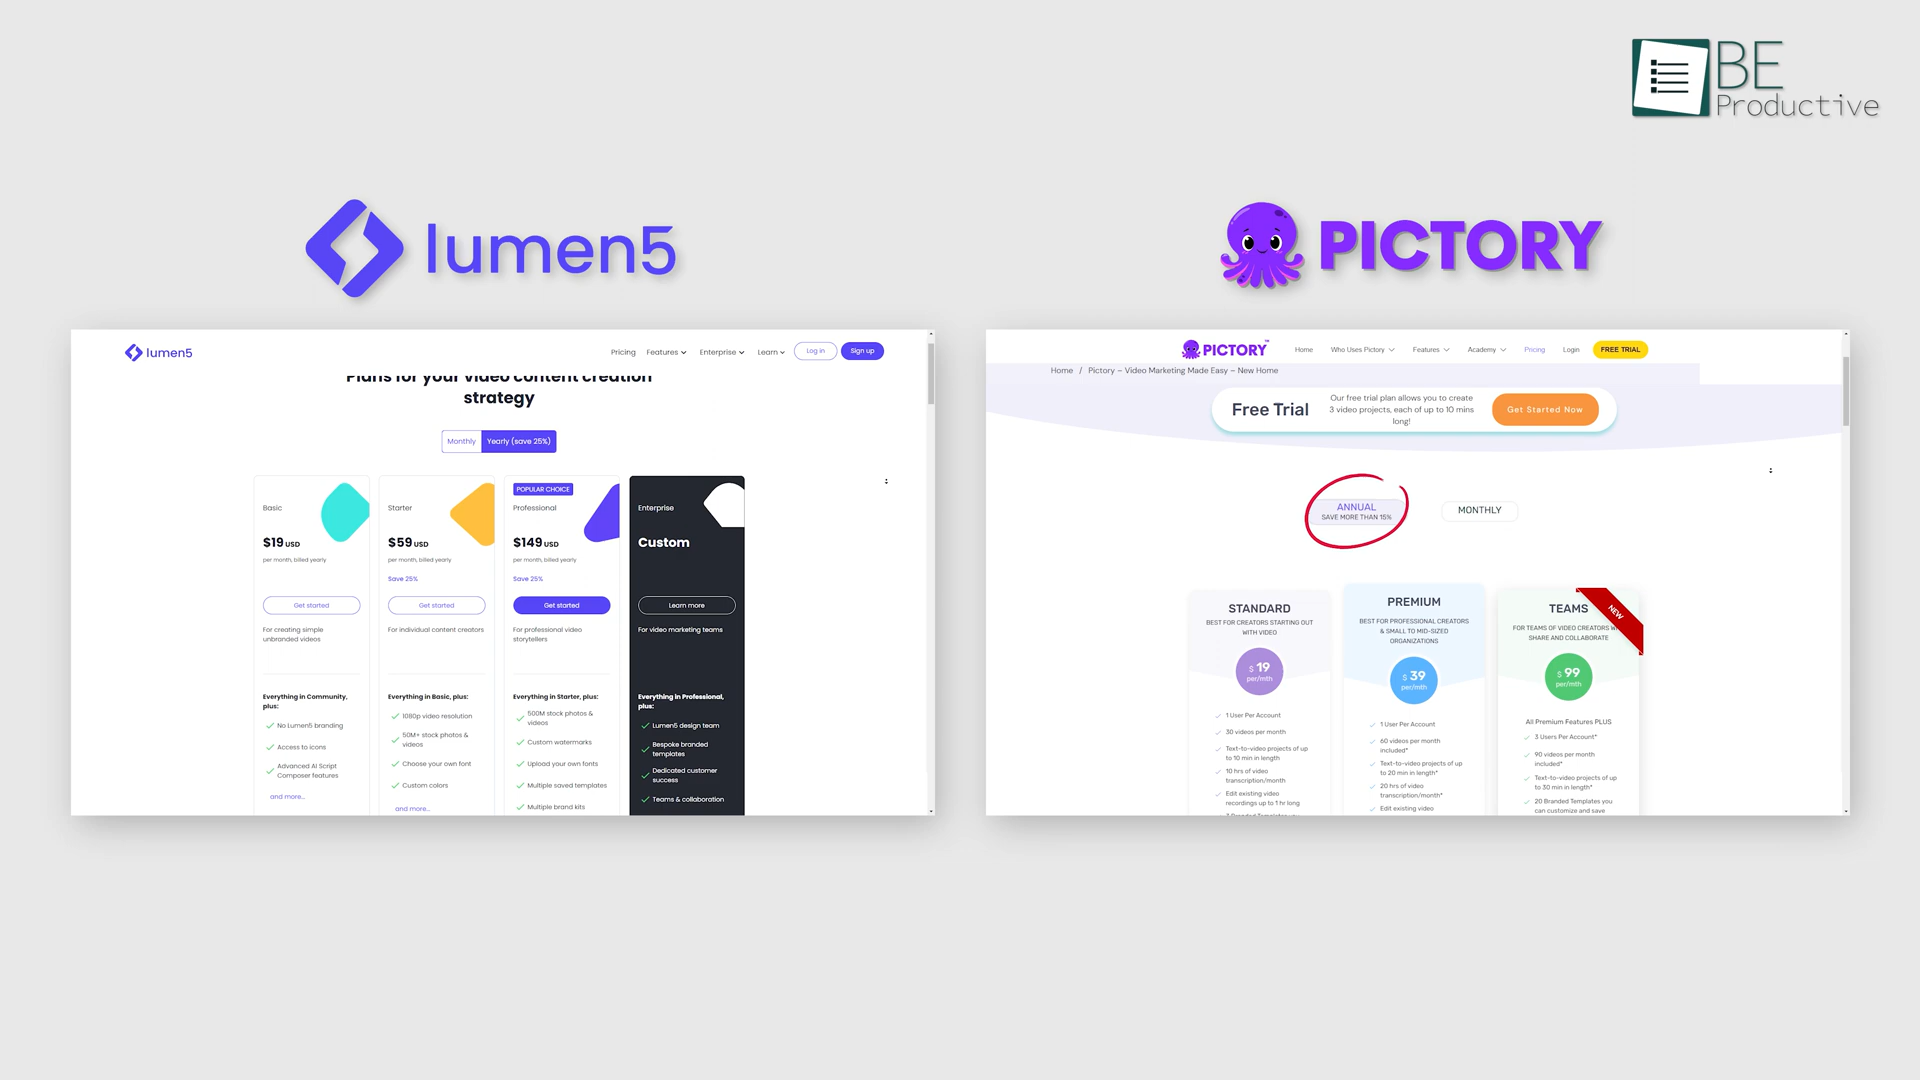 BE
Productive
lumen5
PICTORY
lumen5
Pricing Features Enterprise Learn Log in Sign up
Plans for your video content creation
strategy
Monthly Yearly (save 25%)
Basic
$19 USD
per month, billed yearly
Get started
For creating simple
unbranded videos
Everything in Community,
plus:
No Lumen5 branding
Access to icons
Advanced AI Script
Composer features
and more...
Starter
$59 USD
per month, billed yearly
Save 25%
Get started
For individual content creators
Everything in Basic, plus:
1080p video resolution
50M+ stock photos &
videos
Choose your own font
Custom colors
and more...
POPULAR CHOICE
Professional
$149 USD
per month, billed yearly
Save 25%
Get started
For professional video
storytellers
Everything in Starter, plus:
500M stock photos &
videos
Custom watermarks
Upload your own fonts
Multiple saved templates
Multiple brand kits
Enterprise
Custom
Learn more
For video marketing teams
Everything in Professional,
plus:
Lumen5 design team
Bespoke branded
templates
Dedicated customer
success
Teams & collaboration
PICTORY™ Home Who Uses Pictory Features Academy Pricing Login FREE TRIAL
Home / Pictory – Video Marketing Made Easy – New Home
Free Trial
Our free trial plan allows you to create
3 video projects, each of up to 10 mins
long!
Get Started Now
ANNUAL
SAVE MORE THAN 15%
MONTHLY
STANDARD
BEST FOR CREATORS STARTING OUT
WITH VIDEO
$ 19
per/mth
1 User Per Account
30 videos per month
Text-to-video projects of up
to 10 min in length
10 hrs of video
transcription/month
Edit existing video
recordings up to 1 hr long
PREMIUM
BEST FOR PROFESSIONAL CREATORS
& SMALL TO MID-SIZED
ORGANIZATIONS
$ 39
per/mth
1 User Per Account
60 videos per month
included*
Text-to-video projects of up
to 20 min in length*
20 hrs of video
transcription/month*
Edit existing video
TEAMS
NEW
FOR TEAMS OF VIDEO CREATORS
SHARE AND COLLABORATE
$ 99
per/mth
All Premium Features PLUS
3 Users Per Account*
90 videos per month
included*
Text-to-video projects of up
to 30 min in length*
20 Branded Templates you
can customize and save